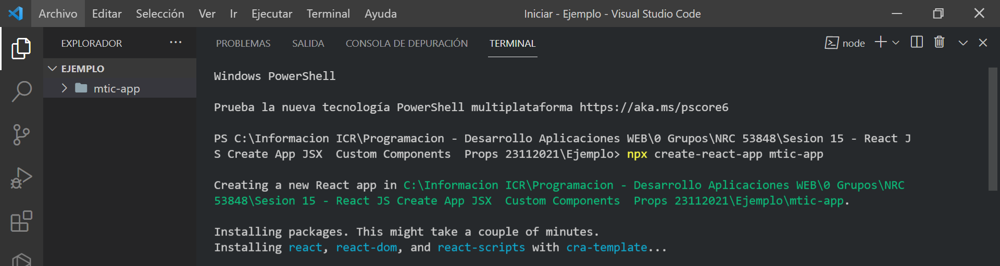 Archivo Editar Selección Ver Ir Ejecutar Terminal Ayuda Iniciar - Ejemplo - Visual Studio Code
EXPLORADOR ...
PROBLEMAS SALIDA CONSOLA DE DEPURACIÓN TERMINAL node
EJEMPLO
mtic-app
Windows PowerShell
Prueba la nueva tecnología PowerShell multiplataforma https://aka.ms/pscore6
PS C:\Informacion ICR\Programacion - Desarrollo Aplicaciones WEB\0 Grupos\NRC 53848\Sesion 15 - React J
S Create App JSX  Custom Components  Props 23112021\Ejemplo> npx create-react-app mtic-app
Creating a new React app in C:\Informacion ICR\Programacion - Desarrollo Aplicaciones WEB\0 Grupos\NRC
53848\Sesion 15 - React JS Create App JSX  Custom Components  Props 23112021\Ejemplo\mtic-app.
Installing packages. This might take a couple of minutes.
Installing react, react-dom, and react-scripts with cra-template...